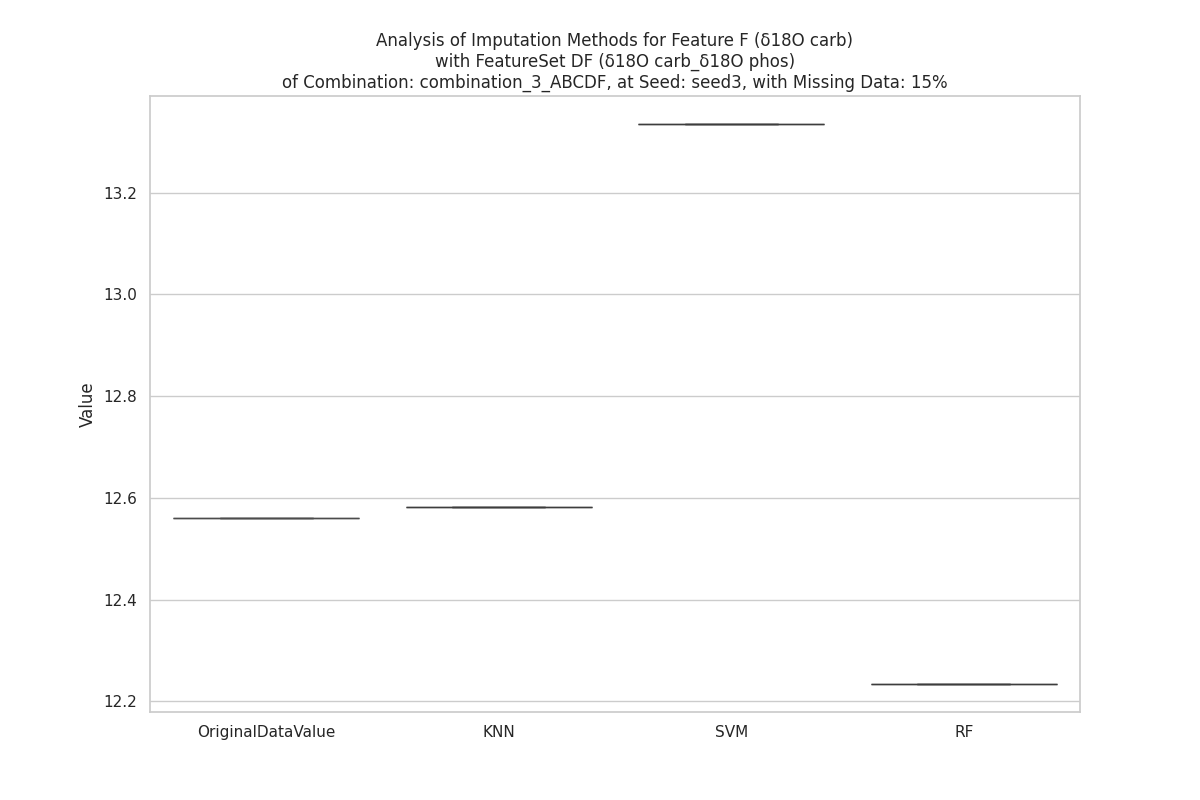 Analysis of Imputation Methods for Feature F (δ18O carb)
with FeatureSet DF (δ18O carb_δ18O phos)
of Combination: combination_3_ABCDF, at Seed: seed3, with Missing Data: 15%
13.2
13.0
12.8
12.6
12.4
12.2
Value
OriginalDataValue
KNN
SVM
RF